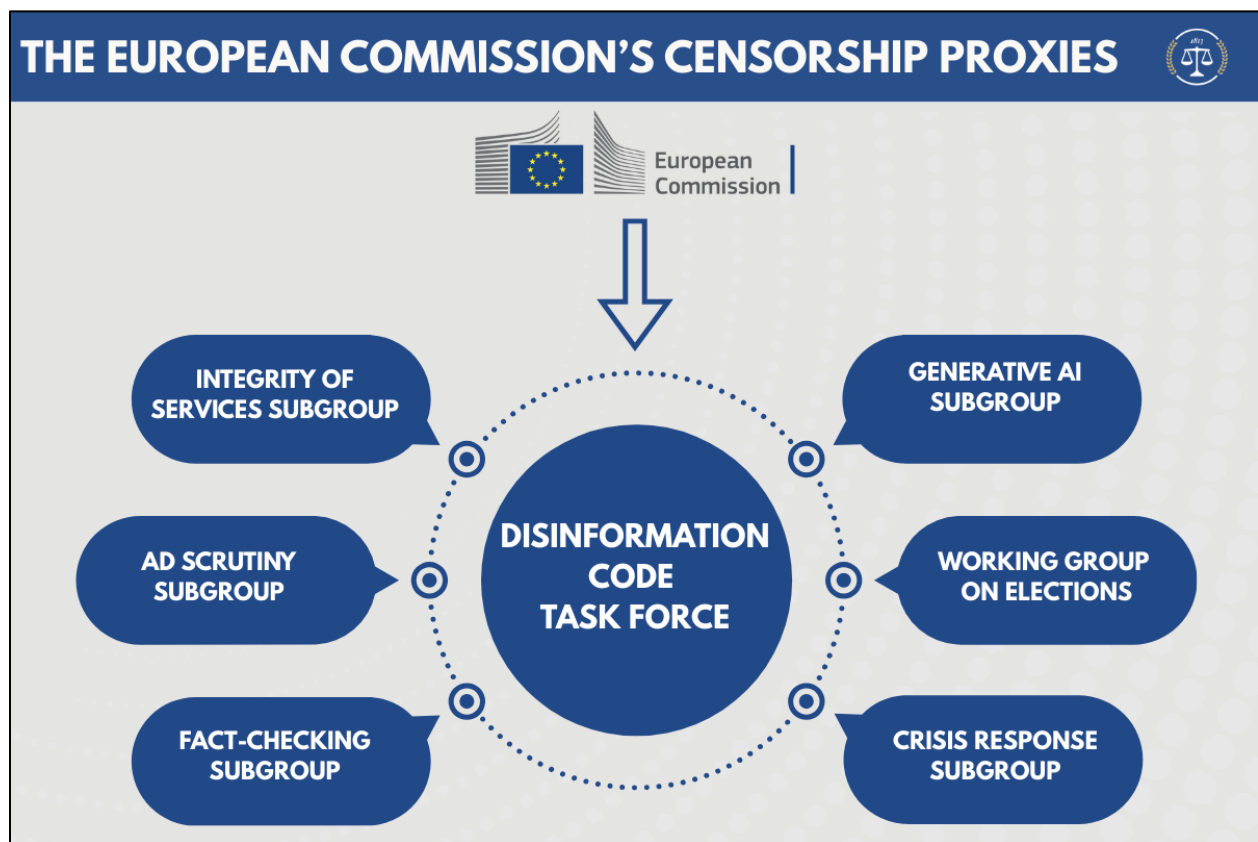 THE EUROPEAN COMMISSION'S CENSORSHIP PROXIES
1813
European
Commission
INTEGRITY OF
SERVICES SUBGROUP
GENERATIVE AI
SUBGROUP
AD SCRUTINY
SUBGROUP
DISINFORMATION
CODE
TASK FORCE
WORKING GROUP
ON ELECTIONS
FACT-CHECKING
SUBGROUP
CRISIS RESPONSE
SUBGROUP